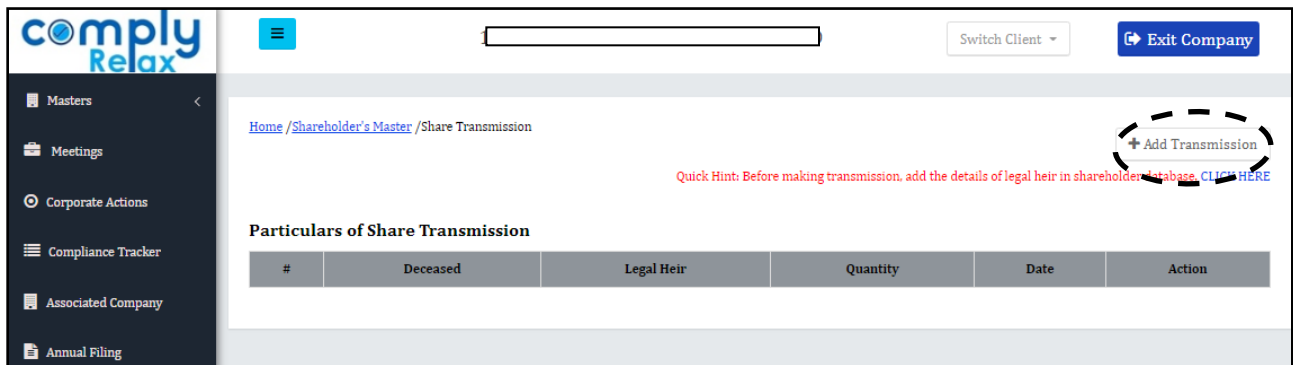 comply
Relax
Switch Client
Exit Company
Masters
Meetings
Corporate Actions
Compliance Tracker
Associated Company
Annual Filing
Home /Shareholder's Master /Share Transmission
+ Add Transmission
Quick Hint: Before making transmission, add the details of legal heir in shareholder database. CLICK HERE
Particulars of Share Transmission
# Deceased Legal Heir Quantity Date Action